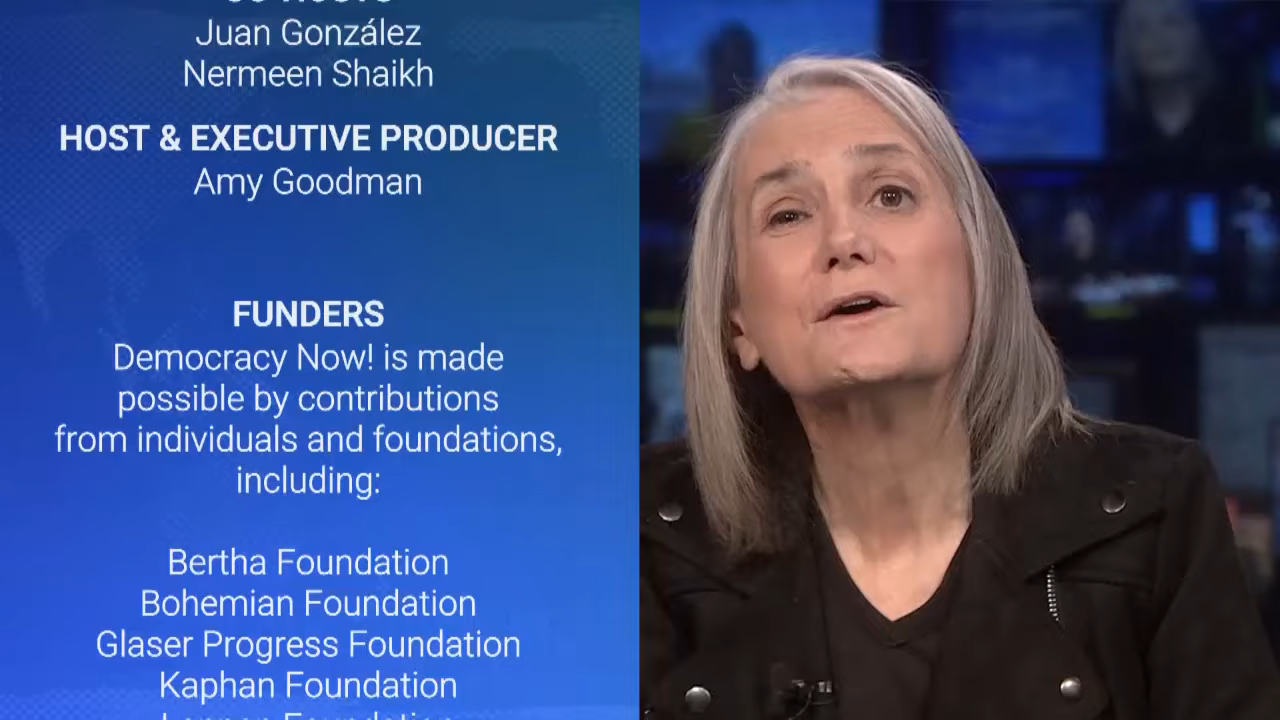 Juan González
Nermeen Shaikh
HOST & EXECUTIVE PRODUCER
Amy Goodman
FUNDERS
Democracy Now! is made
possible by contributions
from individuals and foundations,
including:
Bertha Foundation
Bohemian Foundation
Glaser Progress Foundation
Kaphan Foundation